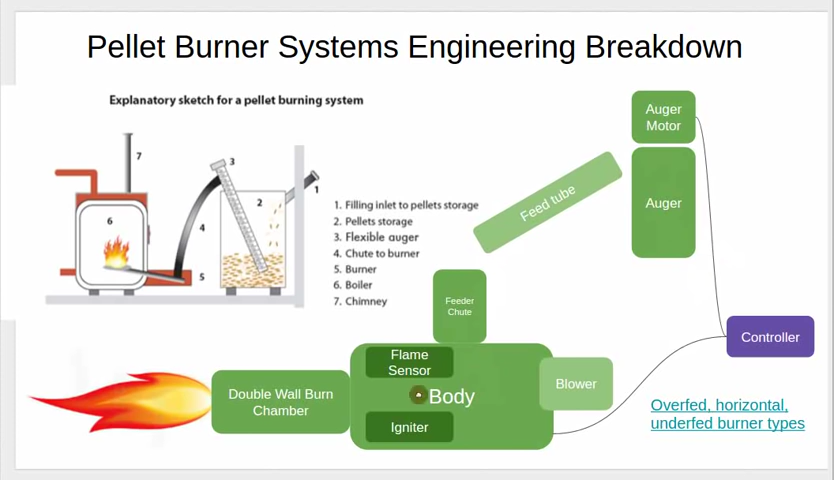 Pellet Burner Systems Engineering Breakdown
Explanatory sketch for a pellet burning system
7
3
1
2
6
4
5
1. Filling inlet to pellets storage
2. Pellets storage
3. Flexible auger
4. Chute to burner
5. Burner
6. Boiler
7. Chimney
Auger
Motor
Auger
Feed tube
Feeder
Chute
Controller
Flame
Sensor
Body
Igniter
Blower
Double Wall Burn
Chamber
Overfed, horizontal,
underfed burner types